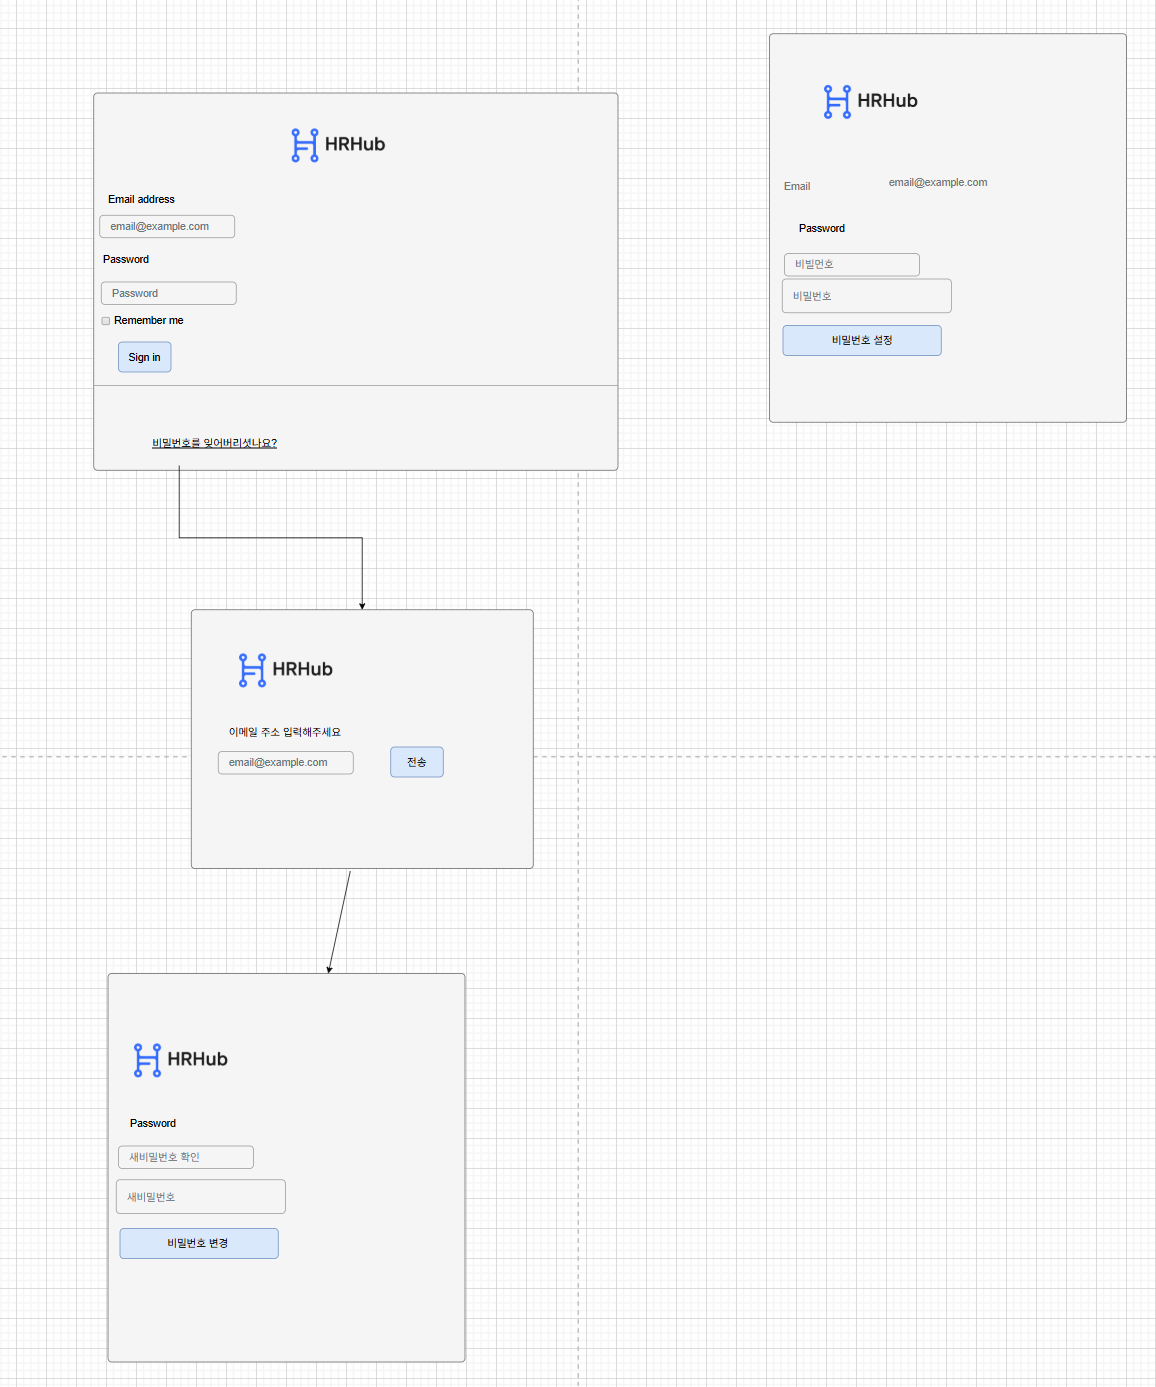 HRHub
Email address
email@example.com
Password
Password
Remember me
Sign in
비밀번호를 잊어버리셧나요?
HRHub
Email
email@example.com
Password
비빌먼호
비밀번호
비밀번호 설정
HRHub
이메일 주소 입력해주세요
email@example.com
전송
HRHub
Password
새비밀번호 확인
새비밀번호
비밀번호 변경